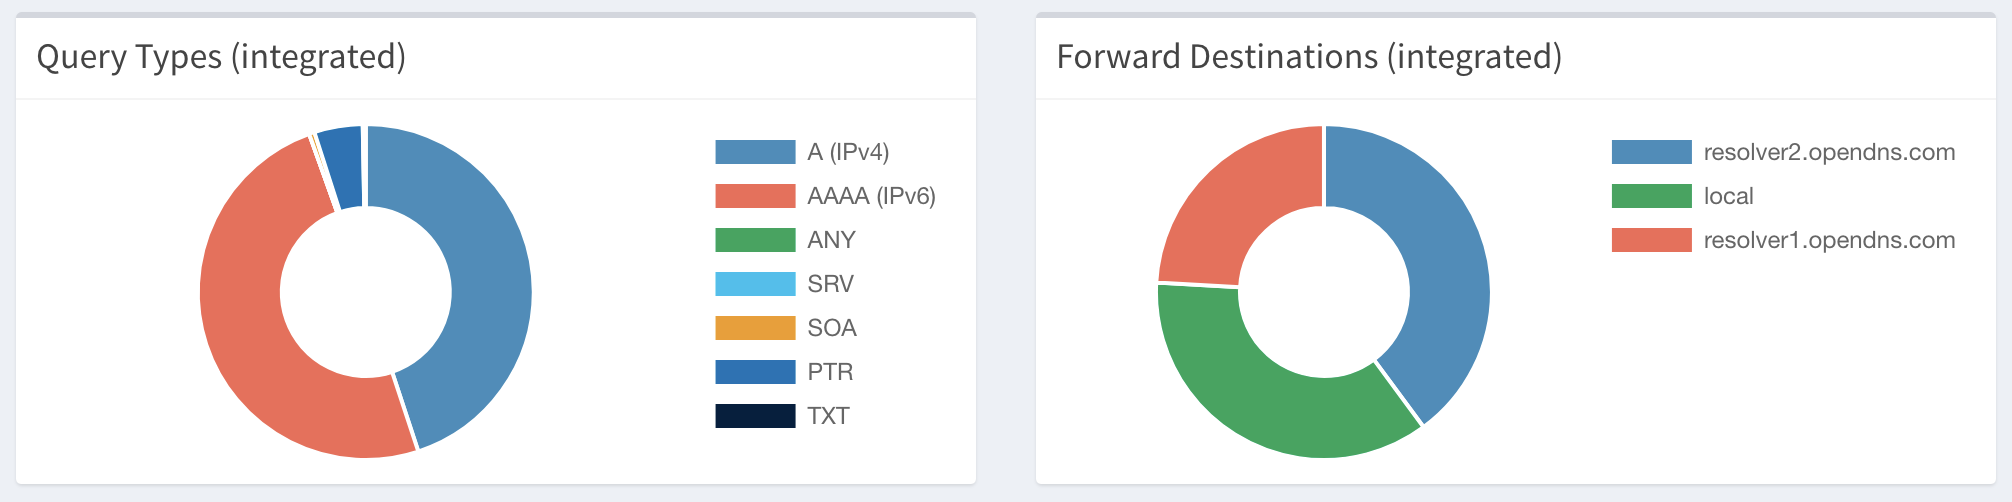 Query Types (integrated)
A (IPv4)
AAAA (IPv6)
ANY
SRV
SOA
PTR
TXT
Forward Destinations (integrated)
resolver2.opendns.com
local
resolver1.opendns.com